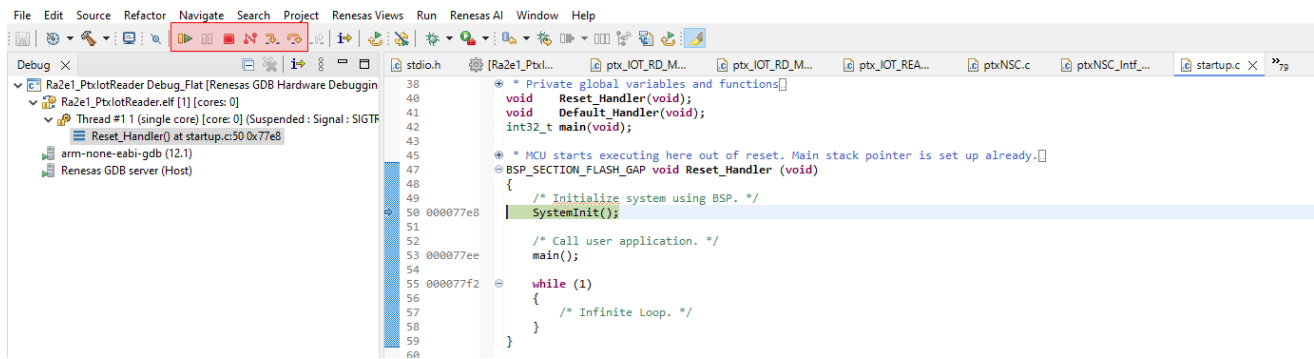 File Edit Source Refactor Navigate Search Project Renesas Views Run Renesas AI Window Help
Debug
stdio.h
[Ra2e1_PtxI...
ptx_IOT_RD_M...
ptx_IOT_RD_M...
ptx_IOT_REA...
ptxNSC.c
ptxNSC_Intf_...
startup.c
»79
Ra2e1_PtxIotReader Debug_Flat [Renesas GDB Hardware Debuggin
Ra2e1_PtxIotReader.elf [1] [cores: 0]
Thread #1 1 (single core) [core: 0] (Suspended : Signal : SIGTR
Reset_Handler() at startup.c:50 0x77e8
arm-none-eabi-gdb (12.1)
Renesas GDB server (Host)
38 * Private global variables and functions
40 void Reset_Handler(void);
41 void Default_Handler(void);
42 int32_t main(void);
43
45 * MCU starts executing here out of reset. Main stack pointer is set up already.
47 BSP_SECTION_FLASH_GAP void Reset_Handler (void)
48 {
49 /* Initialize system using BSP. */
50 000077e8 SystemInit();
51
52 /* Call user application. */
53 000077ee main();
54
55 000077f2 while (1)
56 {
57 /* Infinite Loop. */
58 }
59 }
60